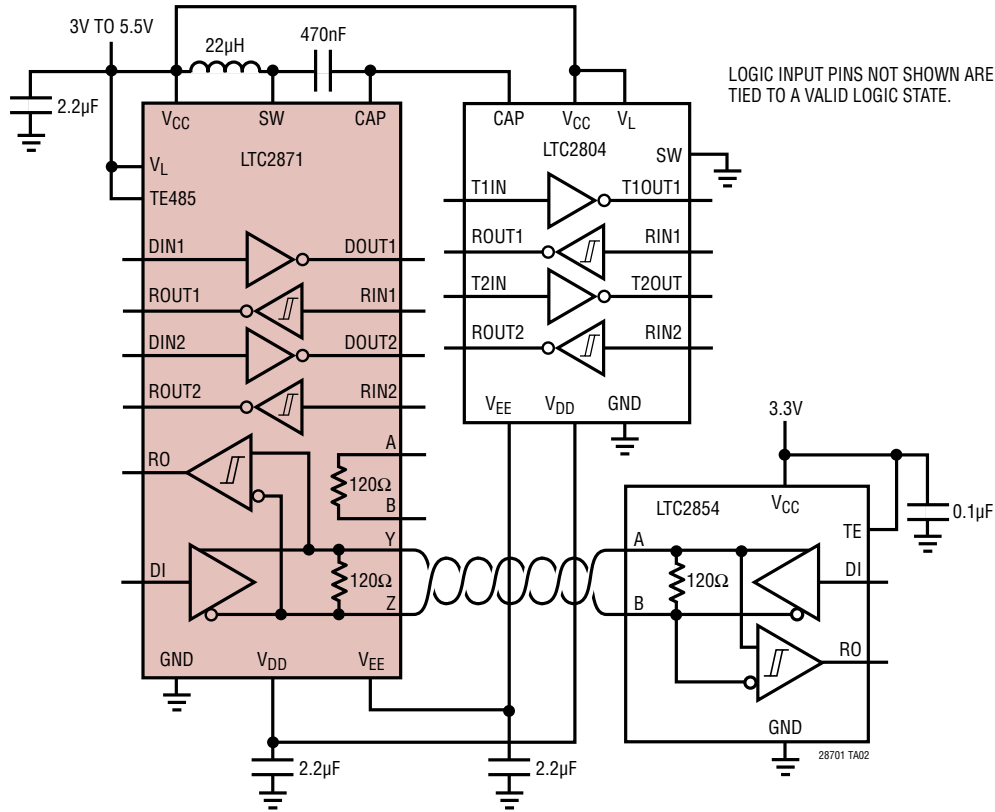 3V TO 5.5V
22µH
470nF
2.2µF
LOGIC INPUT PINS NOT SHOWN ARE
TIED TO A VALID LOGIC STATE.
VCC
SW
CAP
LTC2871
VL
TE485
DIN1
DOUT1
ROUT1
RIN1
DIN2
DOUT2
ROUT2
RIN2
RO
A
120Ω
B
Y
DI
120Ω
Z
GND
VDD
VEE
CAP
VCC
VL
LTC2804
SW
T1IN
T1OUT1
ROUT1
RIN1
T2IN
T2OUT
ROUT2
RIN2
VEE
VDD
GND
3.3V
VCC
LTC2854
0.1µF
TE
A
DI
120Ω
B
RO
GND
28701 TA02
2.2µF
2.2µF